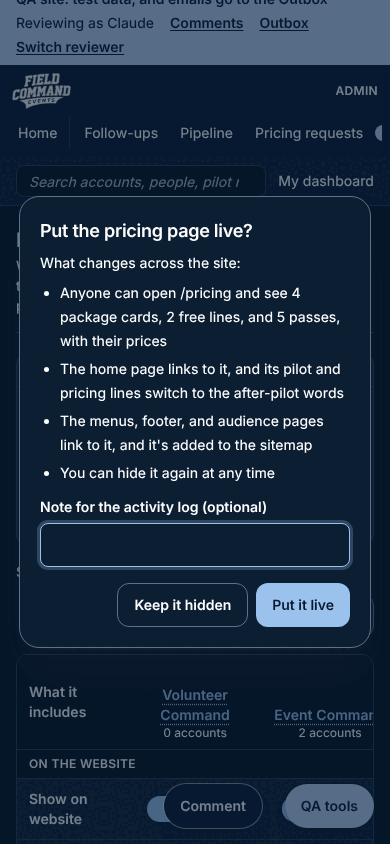 QA site: test data, and emails go to the Outbox
Reviewing as Claude Comments Outbox
Switch reviewer
FIELD
COMMAND
EVENTS
ADMIN
Home Follow-ups Pipeline Pricing requests
Search accounts, people, pilot r
My dashboard
Put the pricing page live?
What changes across the site:
• Anyone can open /pricing and see 4
package cards, 2 free lines, and 5 passes,
with their prices
• The home page links to it, and its pilot and
pricing lines switch to the after-pilot words
• The menus, footer, and audience pages
link to it, and it's added to the sitemap
• You can hide it again at any time
Note for the activity log (optional)
Keep it hidden Put it live
What it
includes
Volunteer
Command
0 accounts
Event Comman
2 accounts
ON THE WEBSITE
Show on
website
Comment QA tools